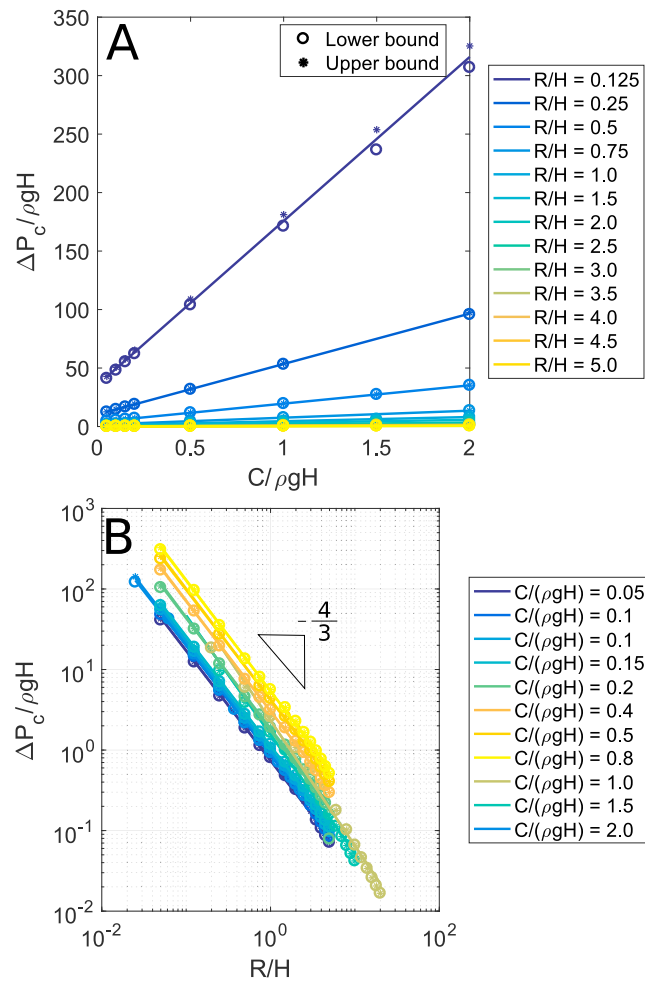 A
Lower bound
Upper bound
350
300
250
200
150
100
50
0
ΔP_c/ρgH
0.5
1
1.5
2
C/ρgH
R/H = 0.125
R/H = 0.25
R/H = 0.5
R/H = 0.75
R/H = 1.0
R/H = 1.5
R/H = 2.0
R/H = 2.5
R/H = 3.0
R/H = 3.5
R/H = 4.0
R/H = 4.5
R/H = 5.0
B
10^3
10^2
10^1
10^0
10^-1
10^-2
ΔP_c/ρgH
-4/3
10^-2
10^0
10^2
R/H
C/(ρgH) = 0.05
C/(ρgH) = 0.1
C/(ρgH) = 0.1
C/(ρgH) = 0.15
C/(ρgH) = 0.2
C/(ρgH) = 0.4
C/(ρgH) = 0.5
C/(ρgH) = 0.8
C/(ρgH) = 1.0
C/(ρgH) = 1.5
C/(ρgH) = 2.0